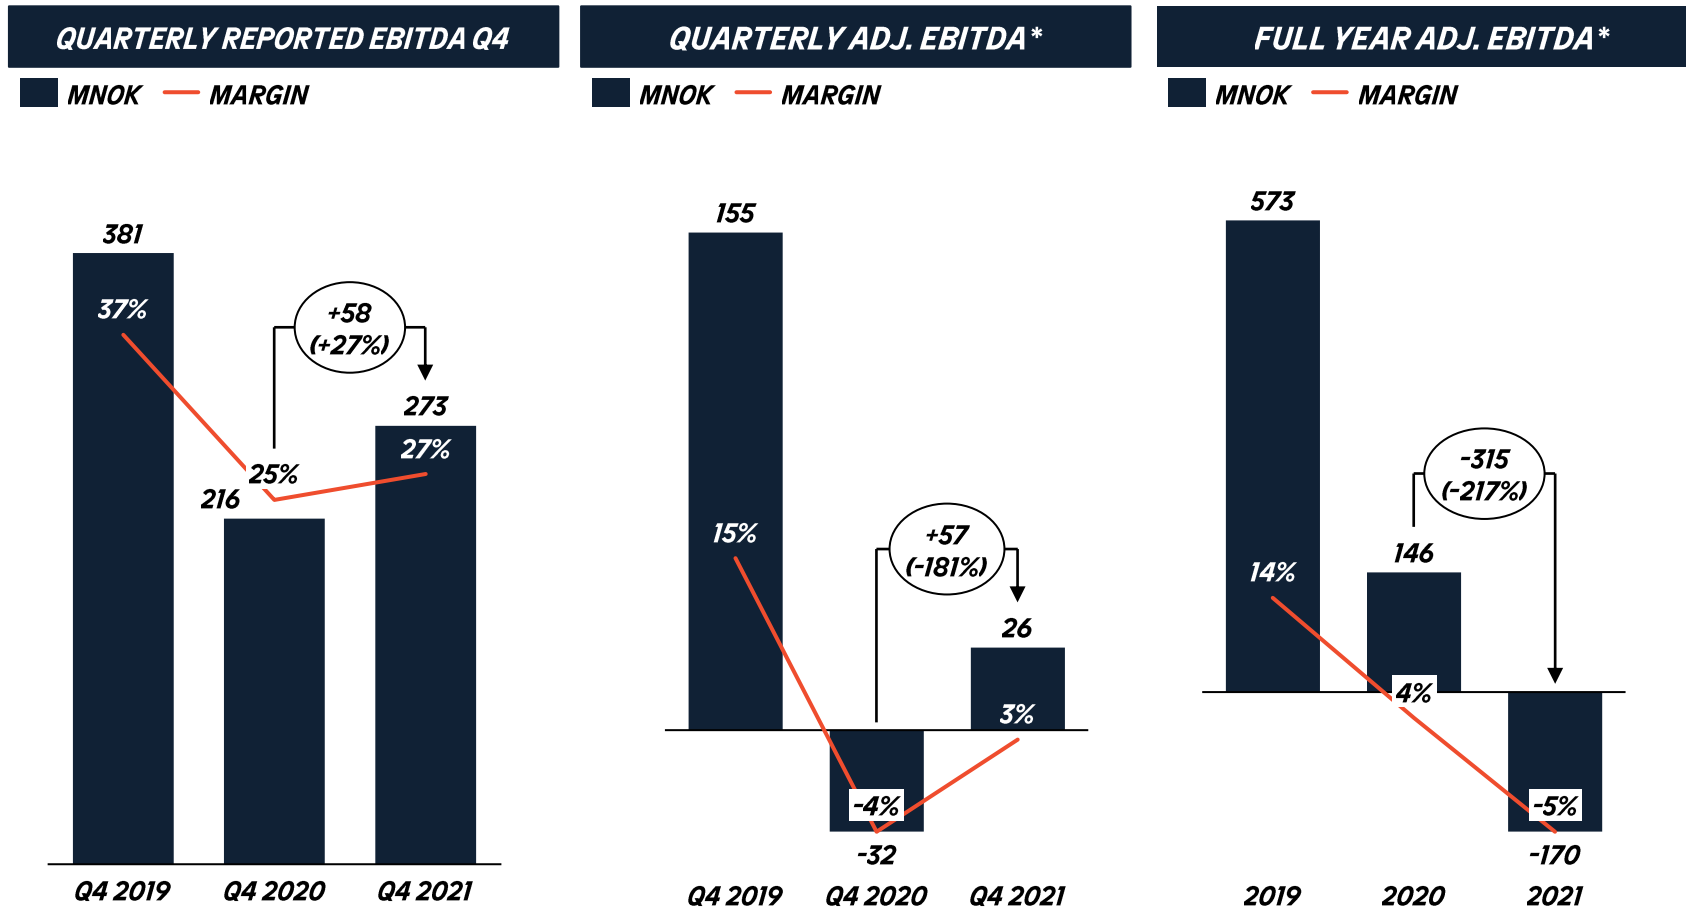 QUARTERLY REPORTED EBITDA Q4
MNOK MARGIN
381
37%
+58
(+27%)
273
27%
25%
216
Q4 2019 Q4 2020 Q4 2021
QUARTERLY ADJ. EBITDA*
MNOK MARGIN
155
15%
+57
(-181%)
26
3%
-4%
-32
Q4 2019 Q4 2020 Q4 2021
FULL YEAR ADJ. EBITDA*
MNOK MARGIN
573
-315
(-217%)
146
14%
4%
-5%
-170
2019 2020 2021